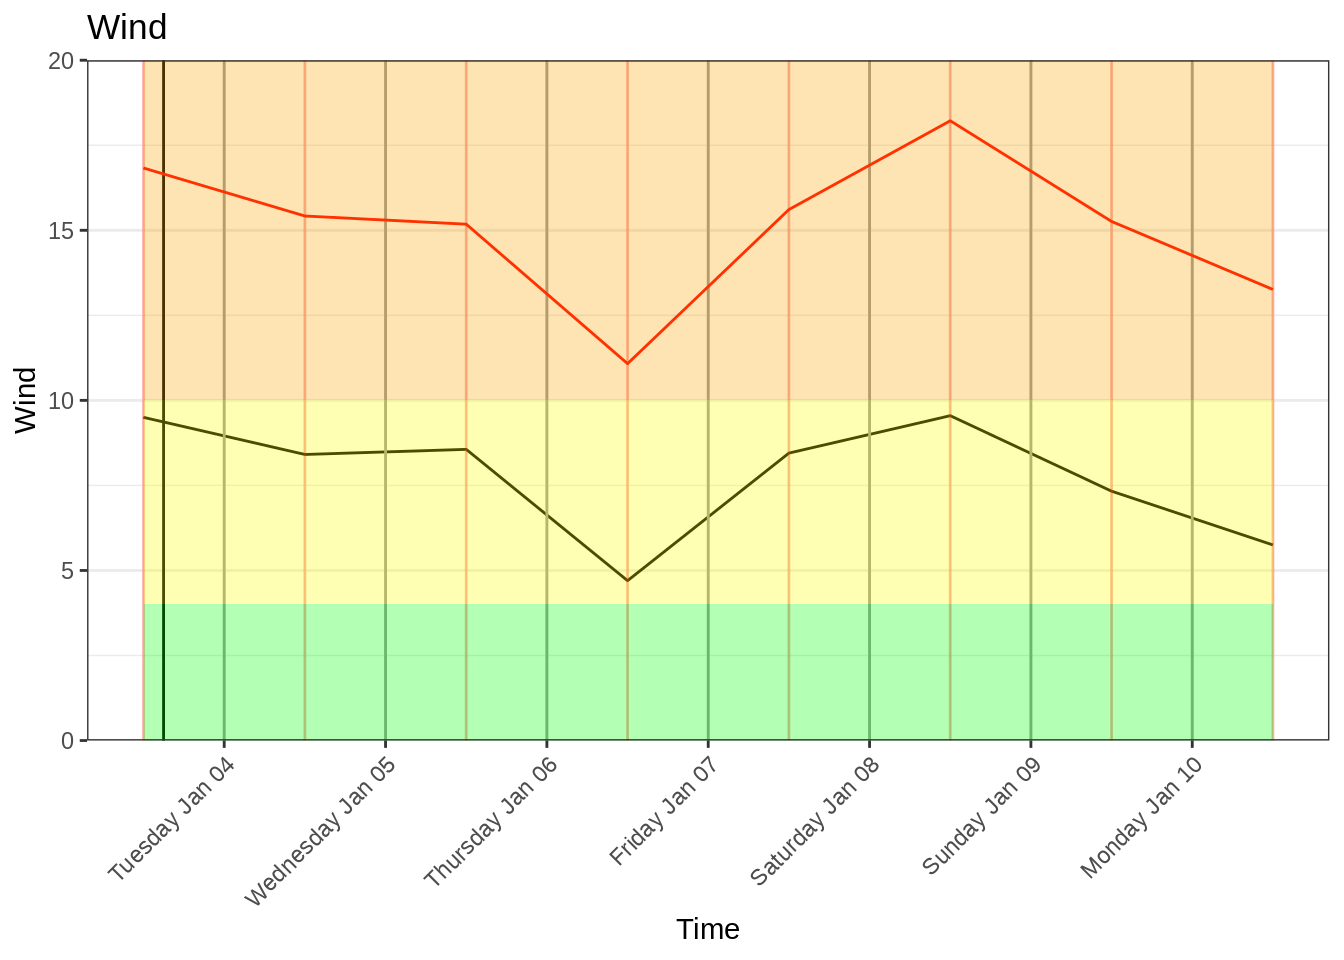 Wind
20
15
10
5
0
Wind
Tuesday Jan 04
Wednesday Jan 05
Thursday Jan 06
Friday Jan 07
Saturday Jan 08
Sunday Jan 09
Monday Jan 10
Time